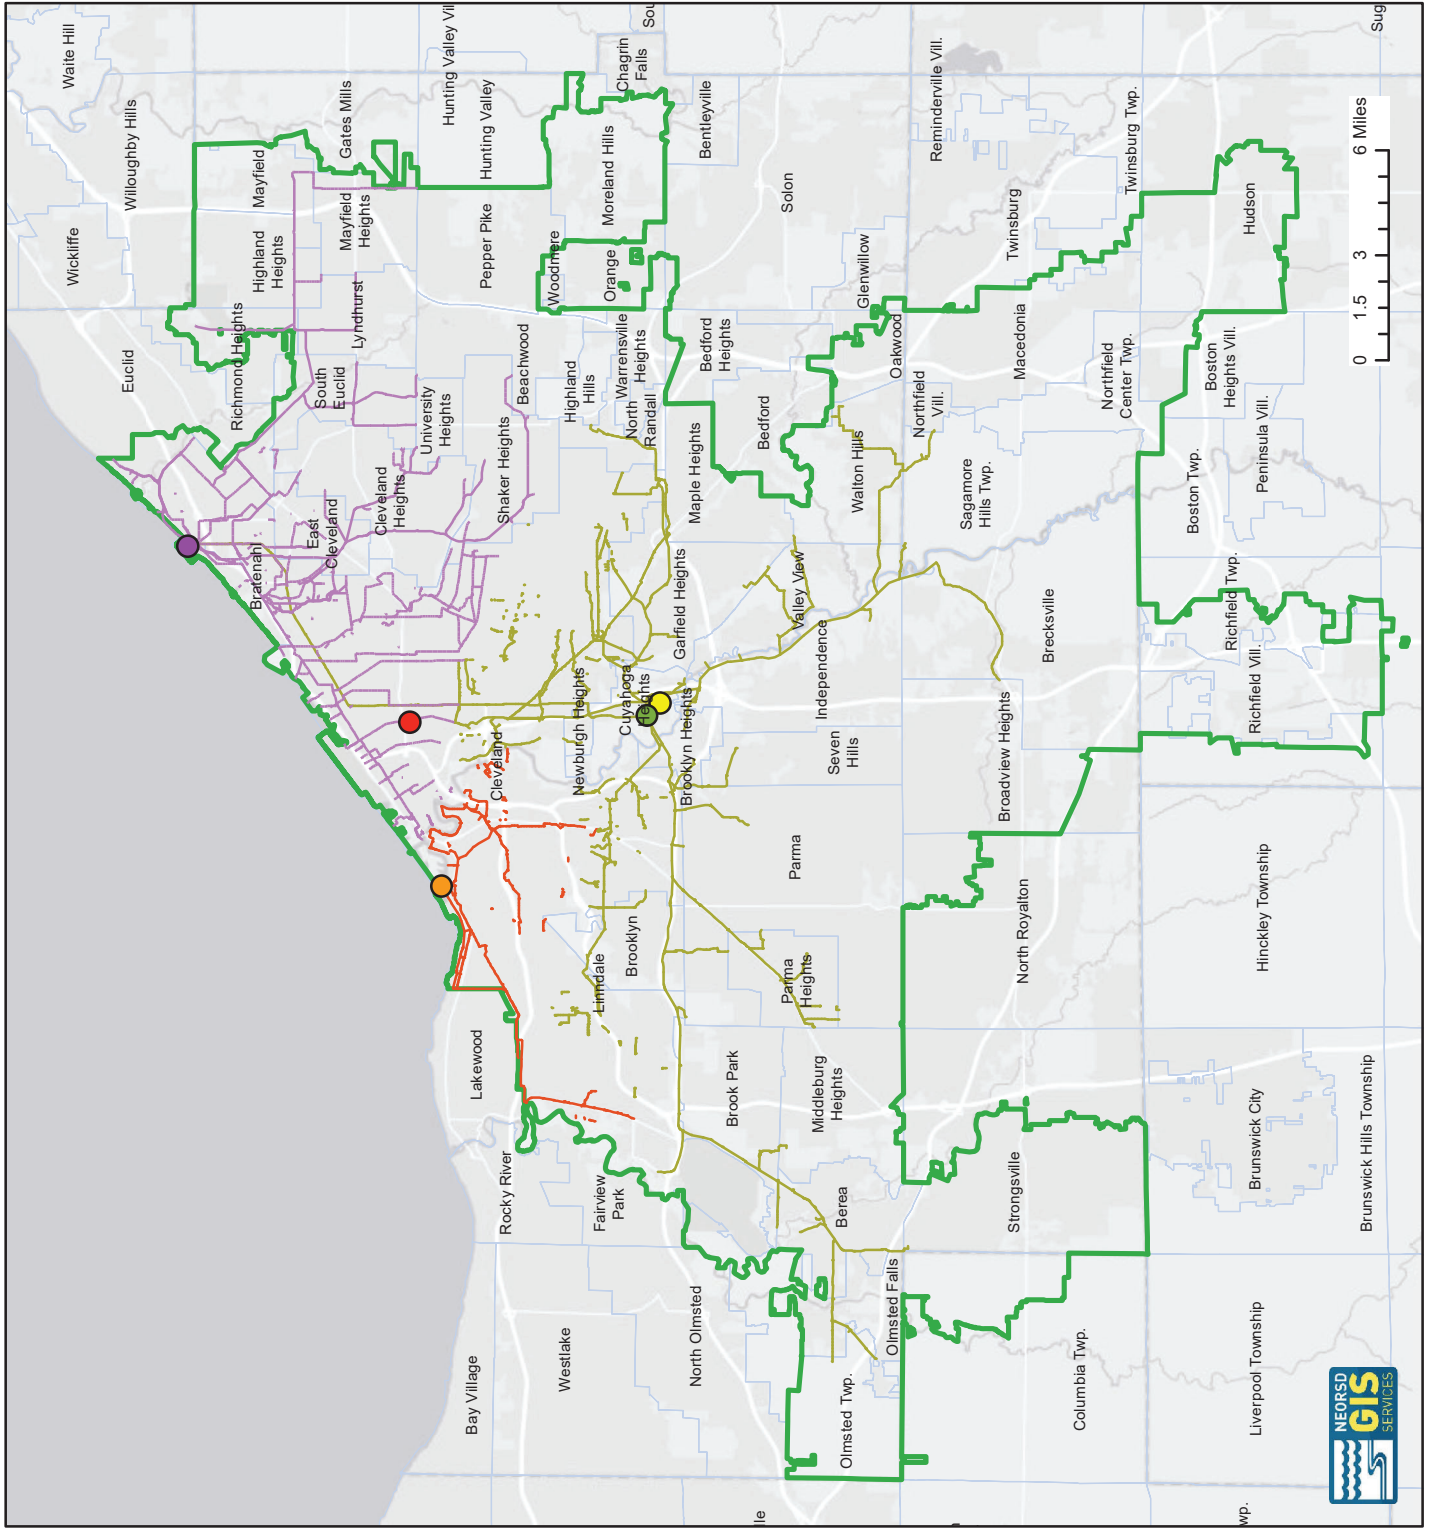 Waite Hill
Willoughby Hills
Wickliffe
Euclid
Hunting Valley Vil
Sou
Sug
Gates Mills
Mayfield
Mayfield
Heights
Highland
Heights
Richmond Heights
Lyndhurst
South
Euclid
Hunting Valley
Pepper Pike
Chagrin
Falls
Moreland Hills
Woodmere
Orange
Bentleyville
Solon
Reminderville Vill.
Twinsburg Twp.
Twinsburg
Hudson
Glenwillow
Oakwood
Macedonia
Northfield
Center Twp.
Boston
Heights Vill.
Northfield
Vill.
Peninsula Vill.
Boston Twp.
Sagamore
Hills Twp.
Walton Hills
Bedford
Bedford
Heights
Warrensville
Heights
North
Randall
Highland
Hills
Beachwood
University
Heights
Shaker Heights
Cleveland
Heights
East
Cleveland
Bratenahl
Maple Heights
Garfield Heights
Valley View
Independence
Brecksville
Richfield Twp.
Richfield Vill.
Broadview Heights
Seven
Hills
Cuyahoga
Heights
Newburgh Heights
Brooklyn Heights
Cleveland
Parma
North Royalton
Hinckley Township
Brooklyn
Linndale
Parma
Heights
Lakewood
Brook Park
Middleburg
Heights
Brunswick City
Brunswick Hills Township
Strongsville
Berea
Rocky River
Fairview
Park
North Olmsted
Olmsted Falls
Westlake
Bay Village
Olmsted Twp.
Columbia Twp.
Liverpool Township
lle
wp.
0 1.5 3 6 Miles
NEORSD
GIS
SERVICES